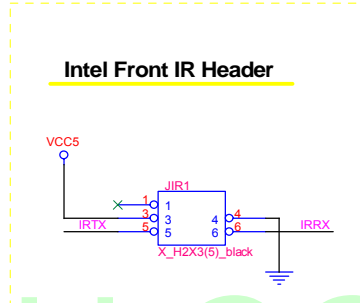 Intel Front IR Header
VCC5
JIR1
1 1
3 3 4 4
IRTX 5 5 6 6 IRRX
X_H2X3(5)_black